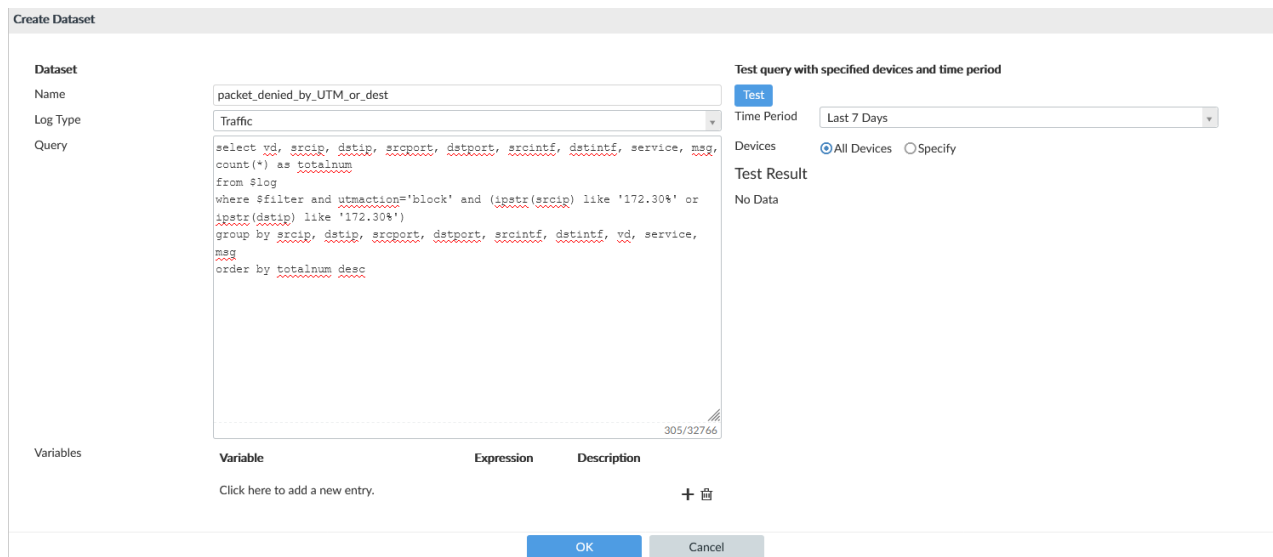 Create Dataset
Dataset
Name
packet_denied_by_UTM_or_dest
Log Type
Traffic
Query
select vd, srcip, dstip, srcport, dstport, srcintf, dstintf, service, msg,
count(*) as totalnum
from $log
where $filter and utmaction='block' and (ipstr(srcip) like '172.30%' or
ipstr(dstip) like '172.30%')
group by srcip, dstip, srcport, dstport, srcintf, dstintf, vd, service,
msg
order by totalnum desc
305/32766
Variables
Variable Expression Description
Click here to add a new entry.
Test query with specified devices and time period
Test
Time Period
Last 7 Days
Devices
All Devices Specify
Test Result
No Data
OK Cancel